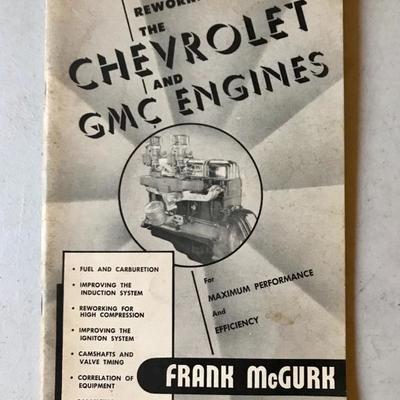 THE
CHEVROLET
AND
GMC ENGINES
For
MAXIMUM PERFORMANCE
And
EFFICIENCY
• FUEL AND CARBURETION
• IMPROVING THE
INDUCTION SYSTEM
• REWORKING FOR
HIGH COMPRESSION
• IMPROVING THE
IGNITON SYSTEM
• CAMSHAFTS AND
VALVE TIMING
• CORRELATION OF
EQUIPMENT
FRANK McGURK